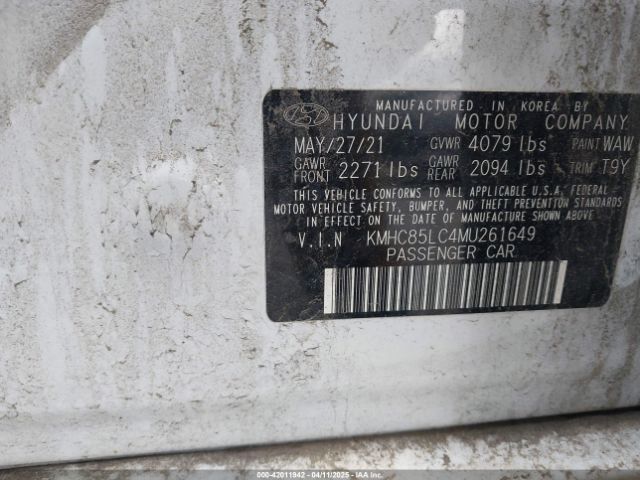 MANUFACTURED - IN - KOREA - BY
HYUNDAI MOTOR COMPANY
MAY/27/21 GVWR 4079 lbs PAINT WAW
GAWR FRONT 2271 lbs GAWR REAR 2094 lbs TRIM T9Y
THIS VEHICLE CONFORMS TO ALL APPLICABLE U.S.A. FEDERAL
MOTOR VEHICLE SAFETY, BUMPER, AND THEFT PREVENTION STANDARDS
IN EFFECT ON THE DATE OF MANUFACTURE SHOWN ABOVE.
V.I.N KMHC85LC4MU261649
PASSENGER CAR
000-42011942 - 04/11/2025 - IAA